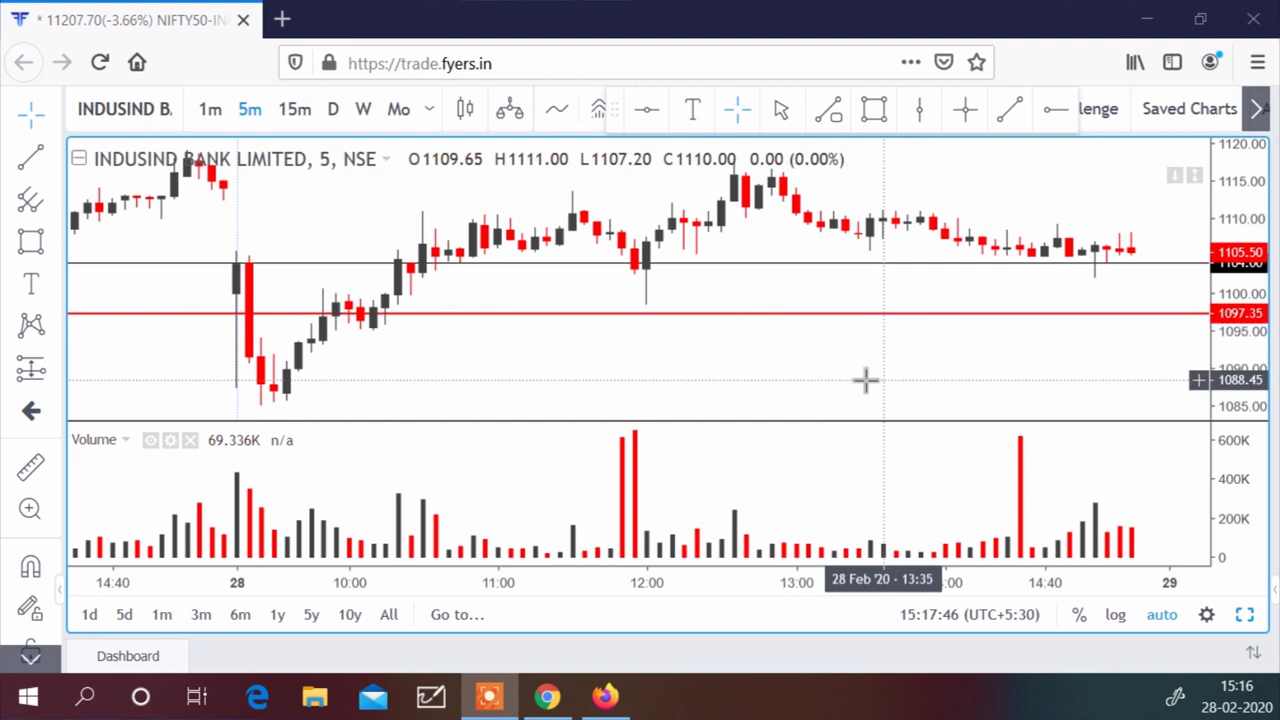 * 11207.70(-3.66%) NIFTY50-IN
https://trade.fyers.in
INDUSIND B. 1m 5m 15m D W Mo T lenge Saved Charts
INDUSIND BANK LIMITED, 5, NSE O1109.65 H1111.00 L1107.20 C1110.00 0.00 (0.00%)
1120.00
1115.00
1110.00
1105.50
1104.00
1100.00
1097.35
1095.00
1090.00
1088.45
1085.00
Volume 69.336K n/a
600K
400K
200K
0
14:40 28 10:00 11:00 12:00 13:00 28 Feb '20 · 13:35 :00 14:40 29
1d 5d 1m 3m 6m 1y 5y 10y All Go to... 15:17:46 (UTC+5:30) % log auto
Dashboard
15:16
28-02-2020